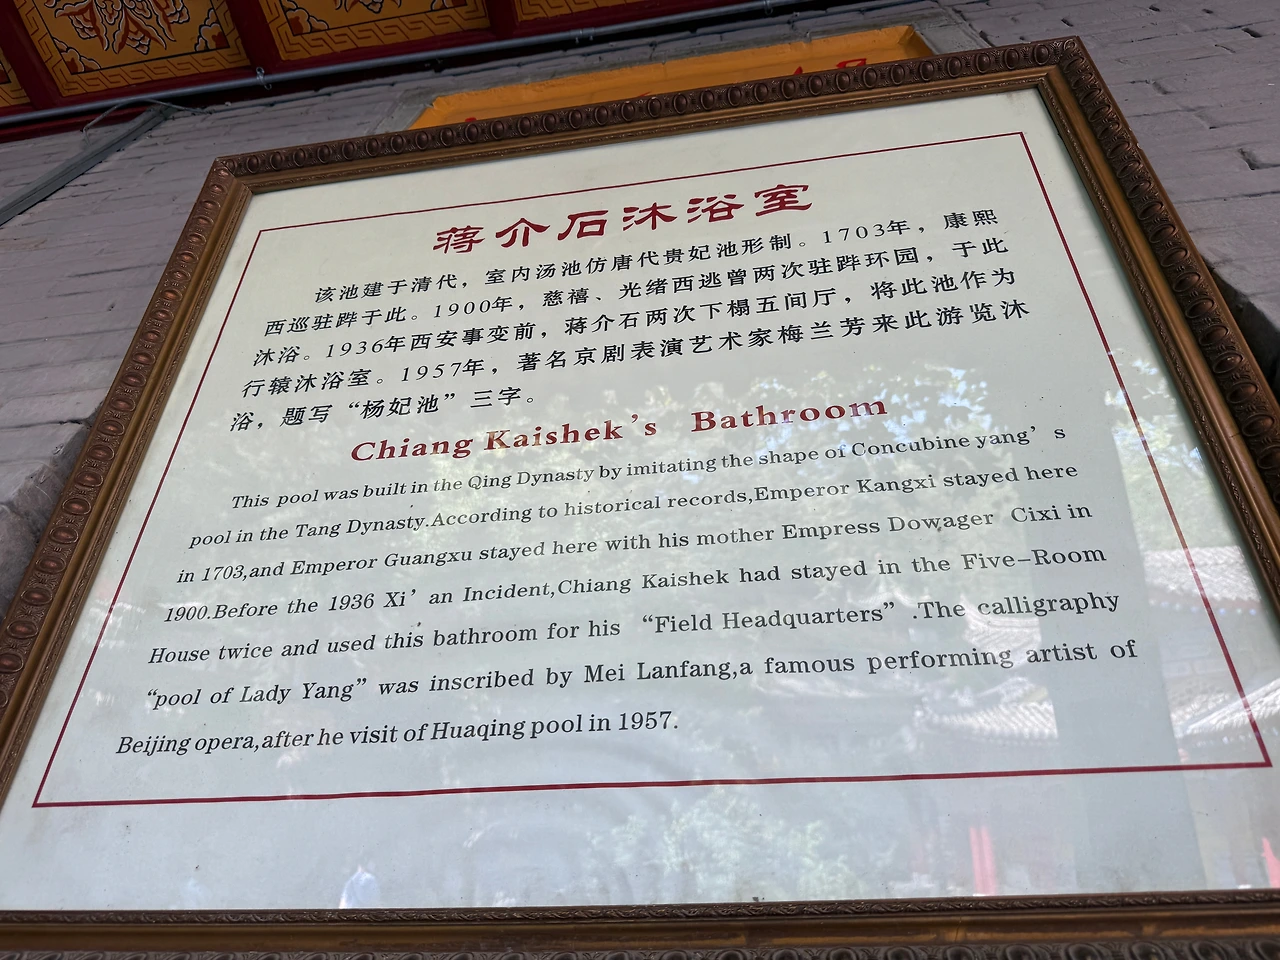 蒋介石沐浴室
该池建于清代，室内汤池仿唐代贵妃池形制。1703年，康熙
西巡驻跸于此。1900年，慈禧、光绪西逃曾两次驻跸环园，于此
沐浴。1936年西安事变前，蒋介石两次下榻五间厅，将此池作为
行辕沐浴室。1957年，著名京剧表演艺术家梅兰芳来此游览沐
浴，题写“杨妃池”三字。
Chiang Kaishek’s Bathroom
This pool was built in the Qing Dynasty by imitating the shape of Concubine yang’s
pool in the Tang Dynasty.According to historical records,Emperor Kangxi stayed here
in 1703,and Emperor Guangxu stayed here with his mother Empress Dowager Cixi in
1900.Before the 1936 Xi’an Incident,Chiang Kaishek had stayed in the Five-Room
House twice and used this bathroom for his “Field Headquarters”.The calligraphy
“pool of Lady Yang” was inscribed by Mei Lanfang,a famous performing artist of
Beijing opera,after he visit of Huaqing pool in 1957.